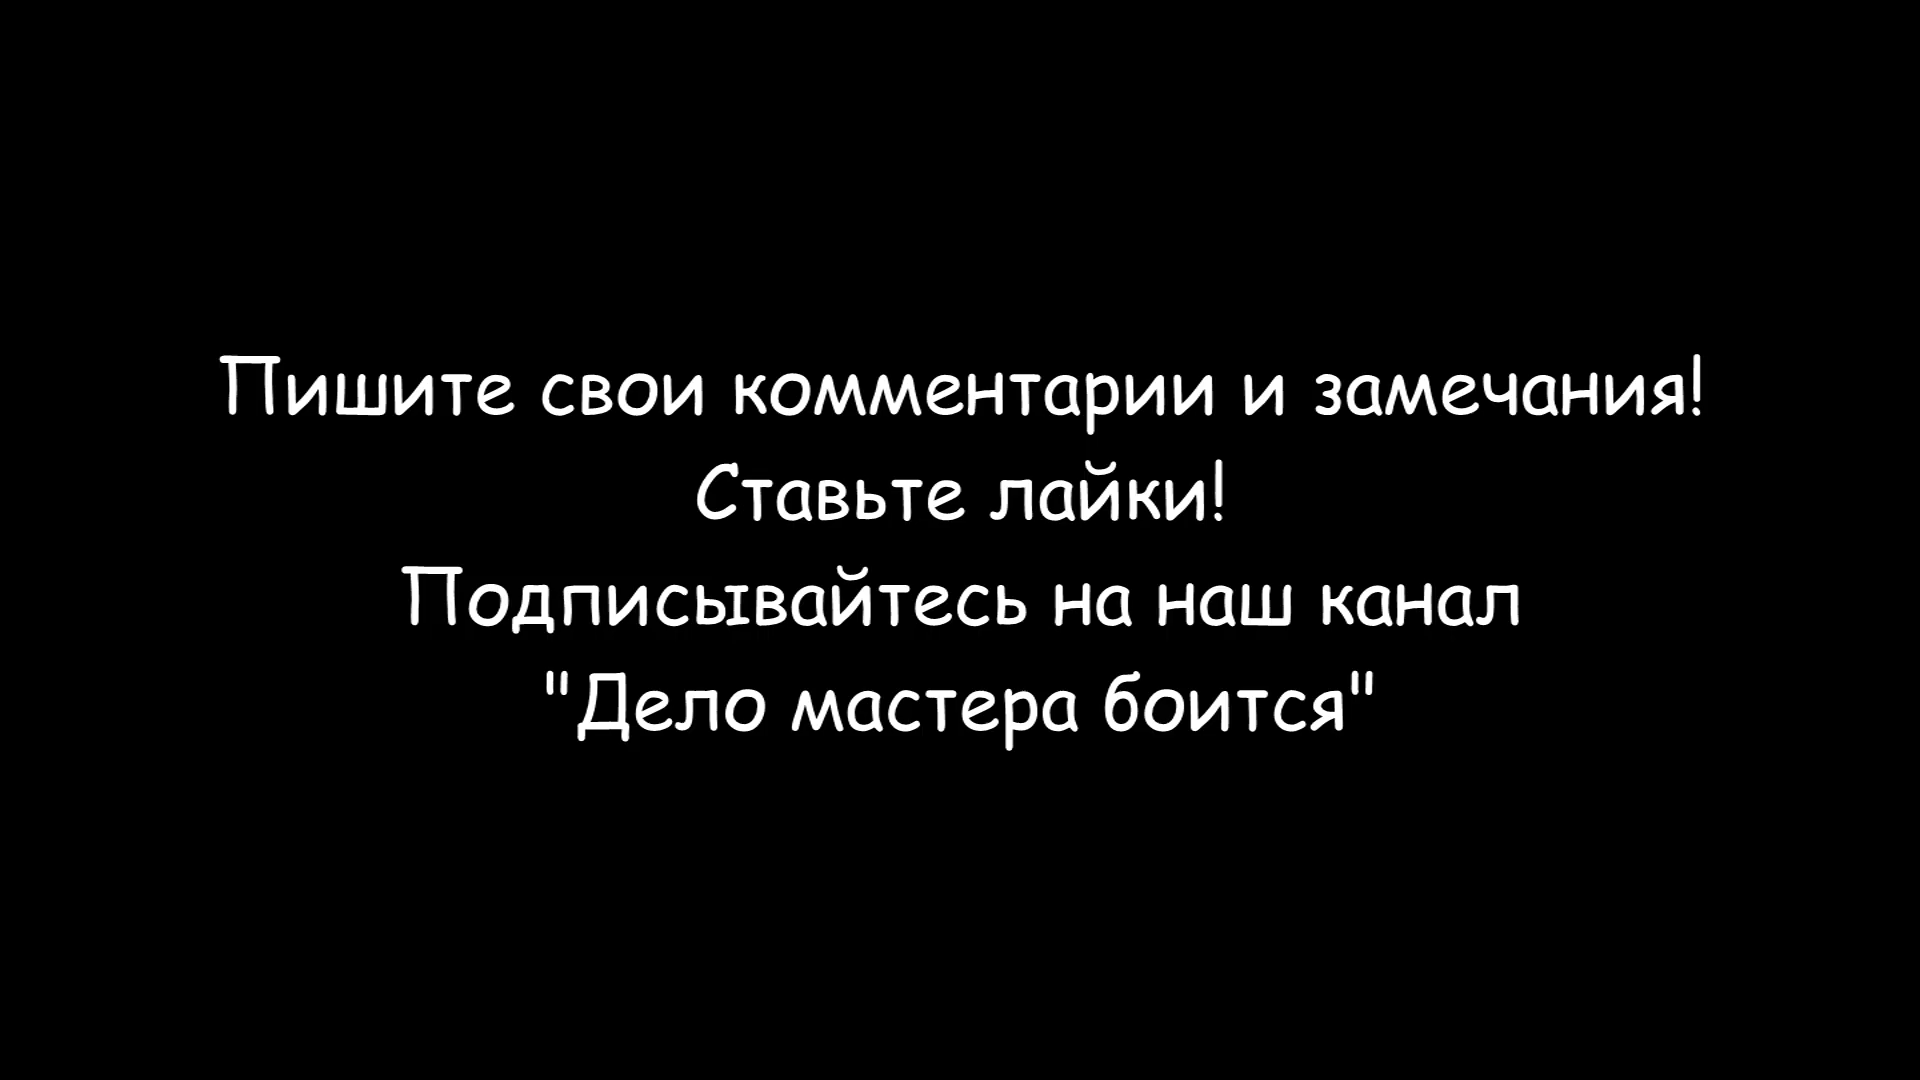 Пишите свои комментарии и замечания!
Ставьте лайки!
Подписывайтесь на наш канал
"Дело мастера боится"